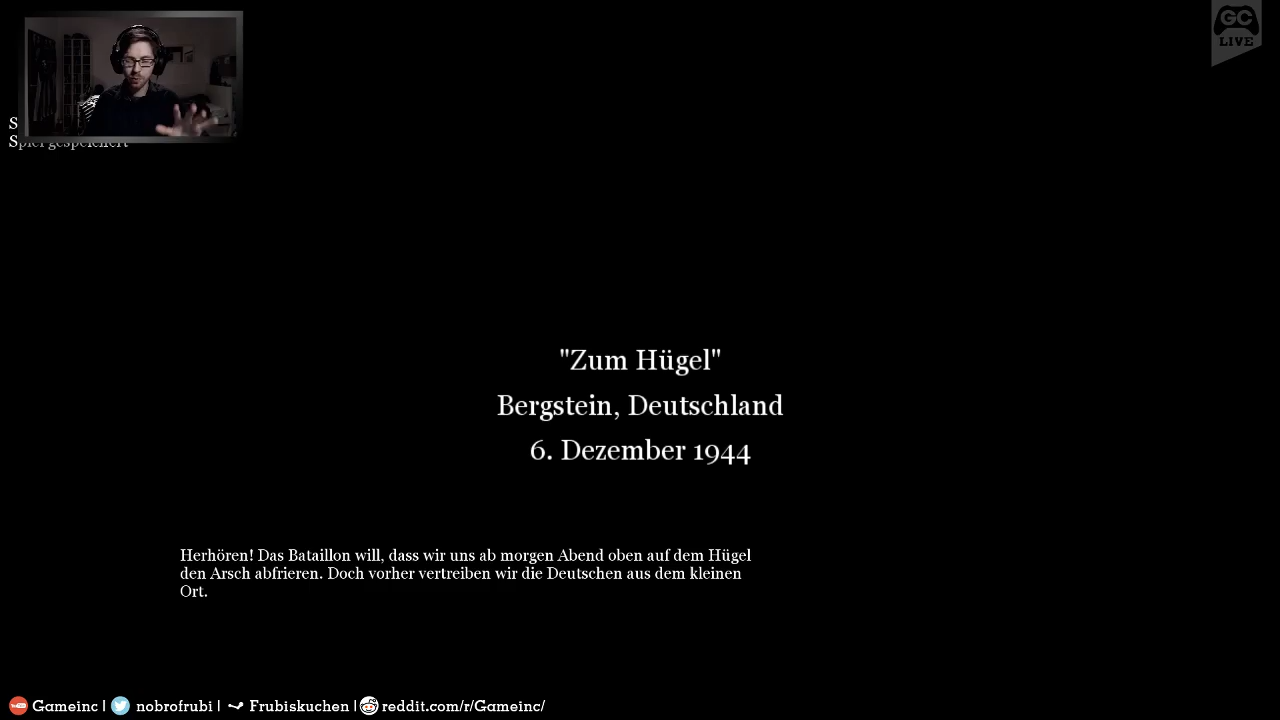 GC
LIVE
S
Spiel gespeichert
"Zum Hügel"
Bergstein, Deutschland
6. Dezember 1944
Herhören! Das Bataillon will, dass wir uns ab morgen Abend oben auf dem Hügel
den Arsch abfrieren. Doch vorher vertreiben wir die Deutschen aus dem kleinen
Ort.
Gameinc | nobrofrubi | Frubiskuchen | reddit.com/r/Gameinc/